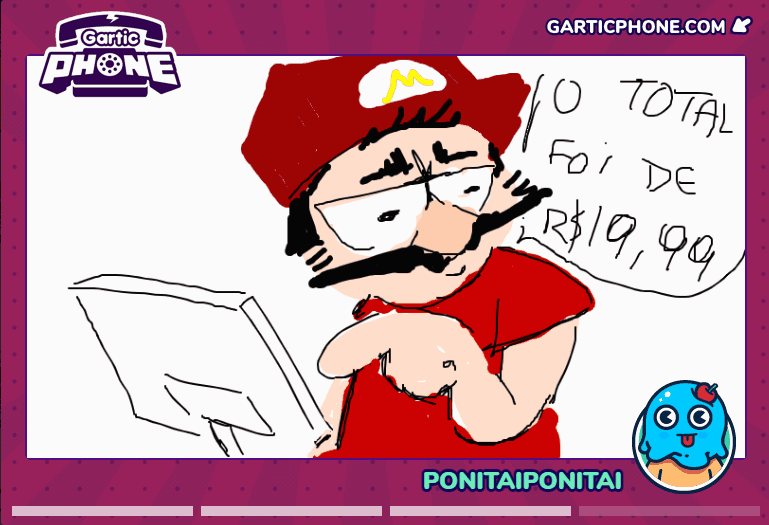 Gartic
PHONE
GARTICPHONE.COM
M
O TOTAL
FOI DE
R$19,99
PONITAIPONITAI